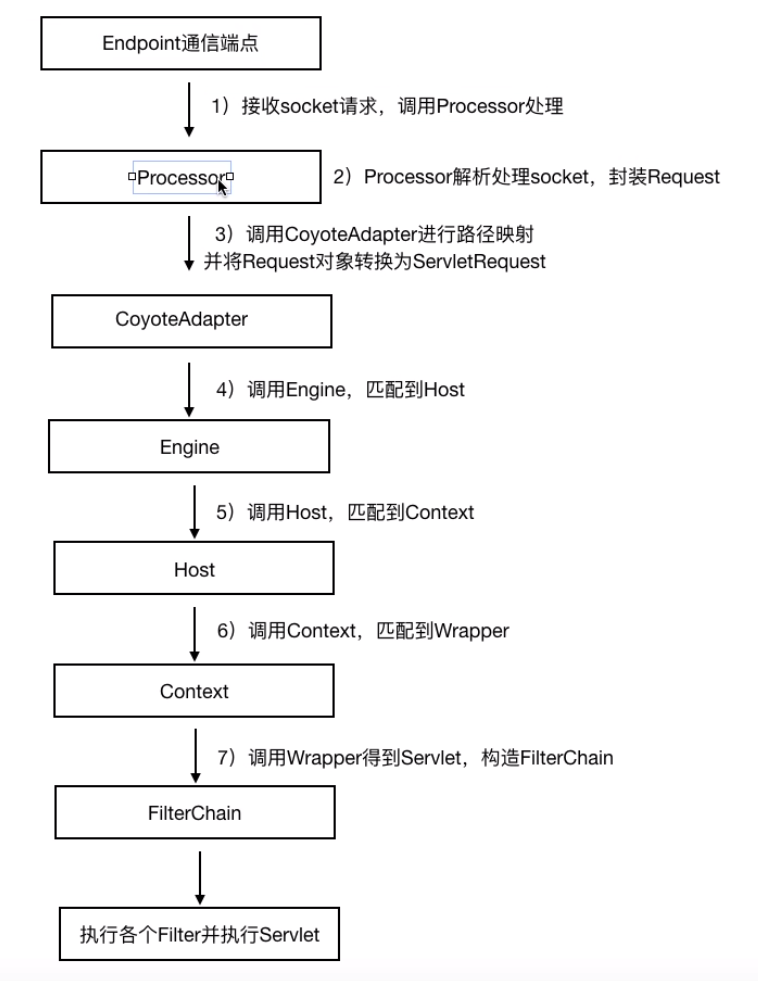 Endpoint通信端点
1）接收socket请求，调用Processor处理
Processor
2）Processor解析处理socket，封装Request
3）调用CoyoteAdapter进行路径映射
并将Request对象转换为ServletRequest
CoyoteAdapter
4）调用Engine，匹配到Host
Engine
5）调用Host，匹配到Context
Host
6）调用Context，匹配到Wrapper
Context
7）调用Wrapper得到Servlet，构造FilterChain
FilterChain
执行各个Filter并执行Servlet